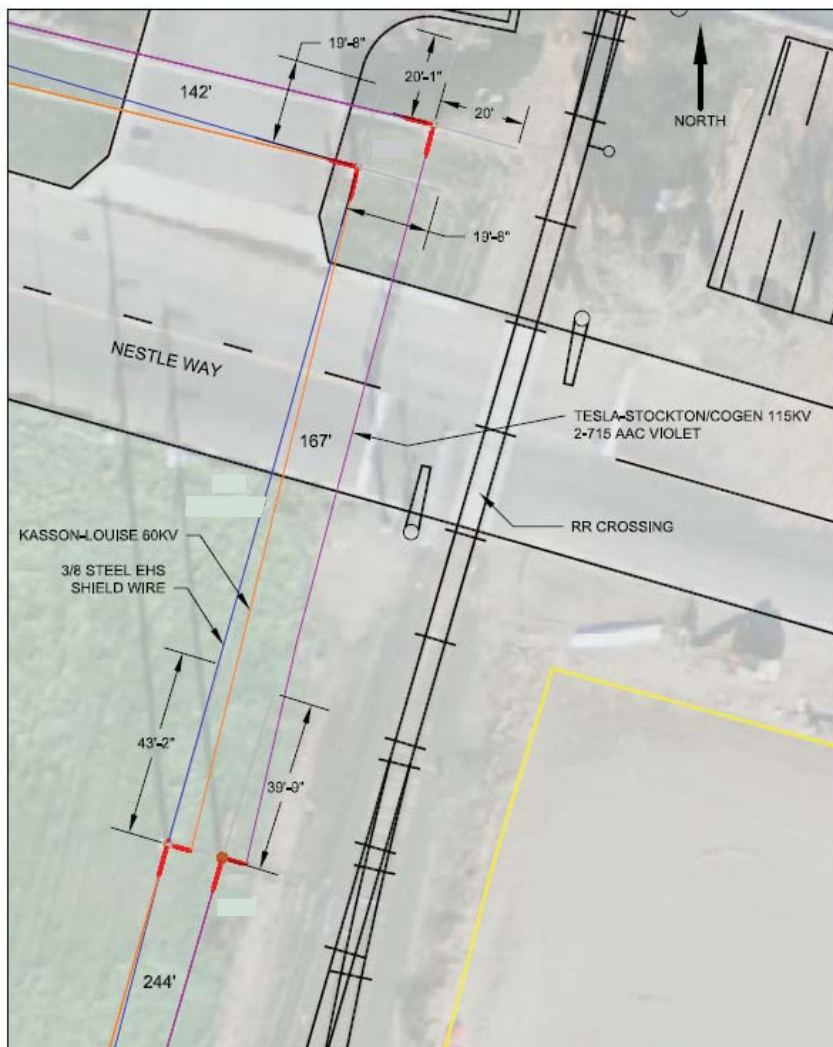 19'-8"
20'-1"
142'
20'
NORTH
19'-8"
NESTLE WAY
TESLA-STOCKTON/COGEN 115KV
2-715 AAC VIOLET
167'
RR CROSSING
KASSON-LOUISE 60KV
3/8 STEEL EHS
SHIELD WIRE
43'-2"
39'-9"
244'